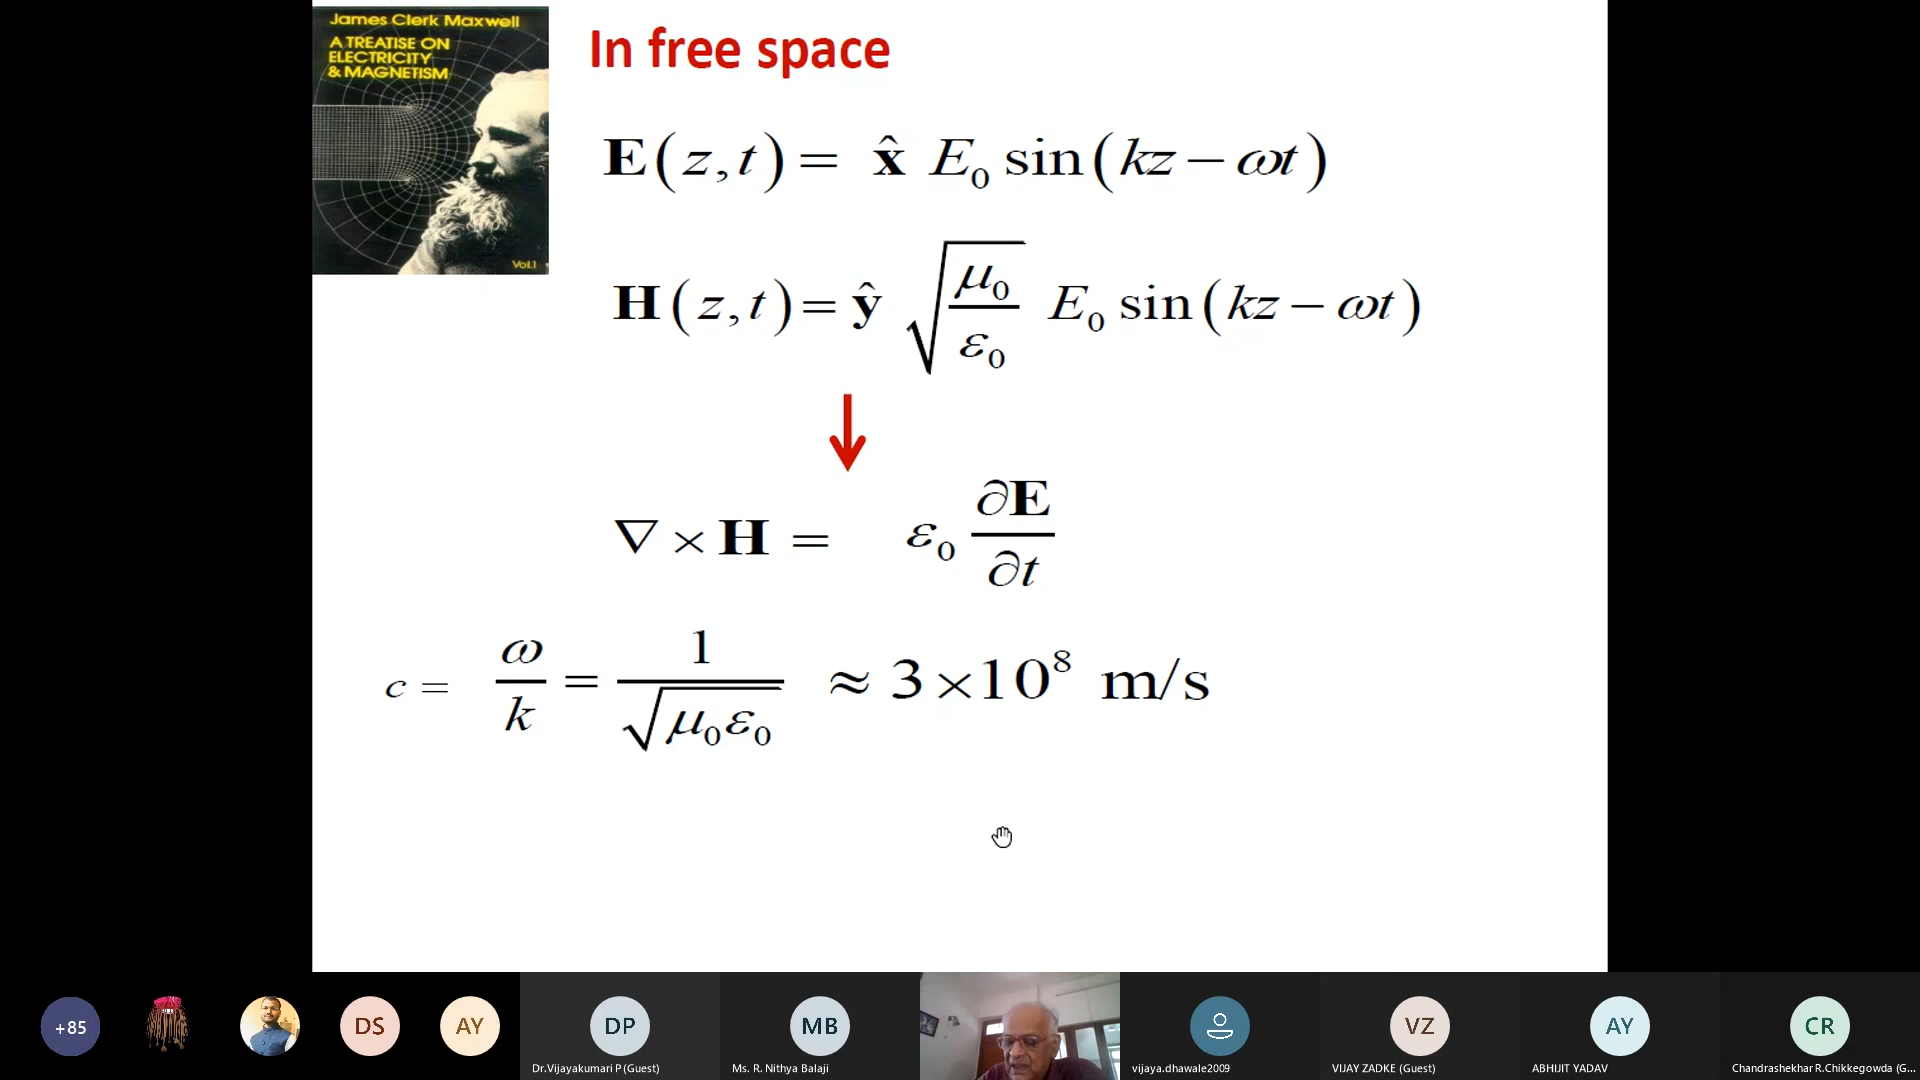 James Clerk Maxwell
A TREATISE ON
ELECTRICITY
& MAGNETISM
Vol.1
In free space
E(z,t) = x̂ E₀ sin(kz − ωt)
H(z,t) = ŷ √(μ₀/ε₀) E₀ sin(kz − ωt)
∇ × H = ε₀ ∂E/∂t
c = ω/k = 1/√(μ₀ε₀) ≈ 3×10⁸ m/s
+85
DS
AY
DP
Dr.Vijayakumari P (Guest)
MB
Ms. R. Nithya Balaji
vijaya.dhawale2009
VZ
VIJAY ZADKE (Guest)
AY
ABHIJIT YADAV
CR
Chandrashekhar R.Chikkegowda (G...